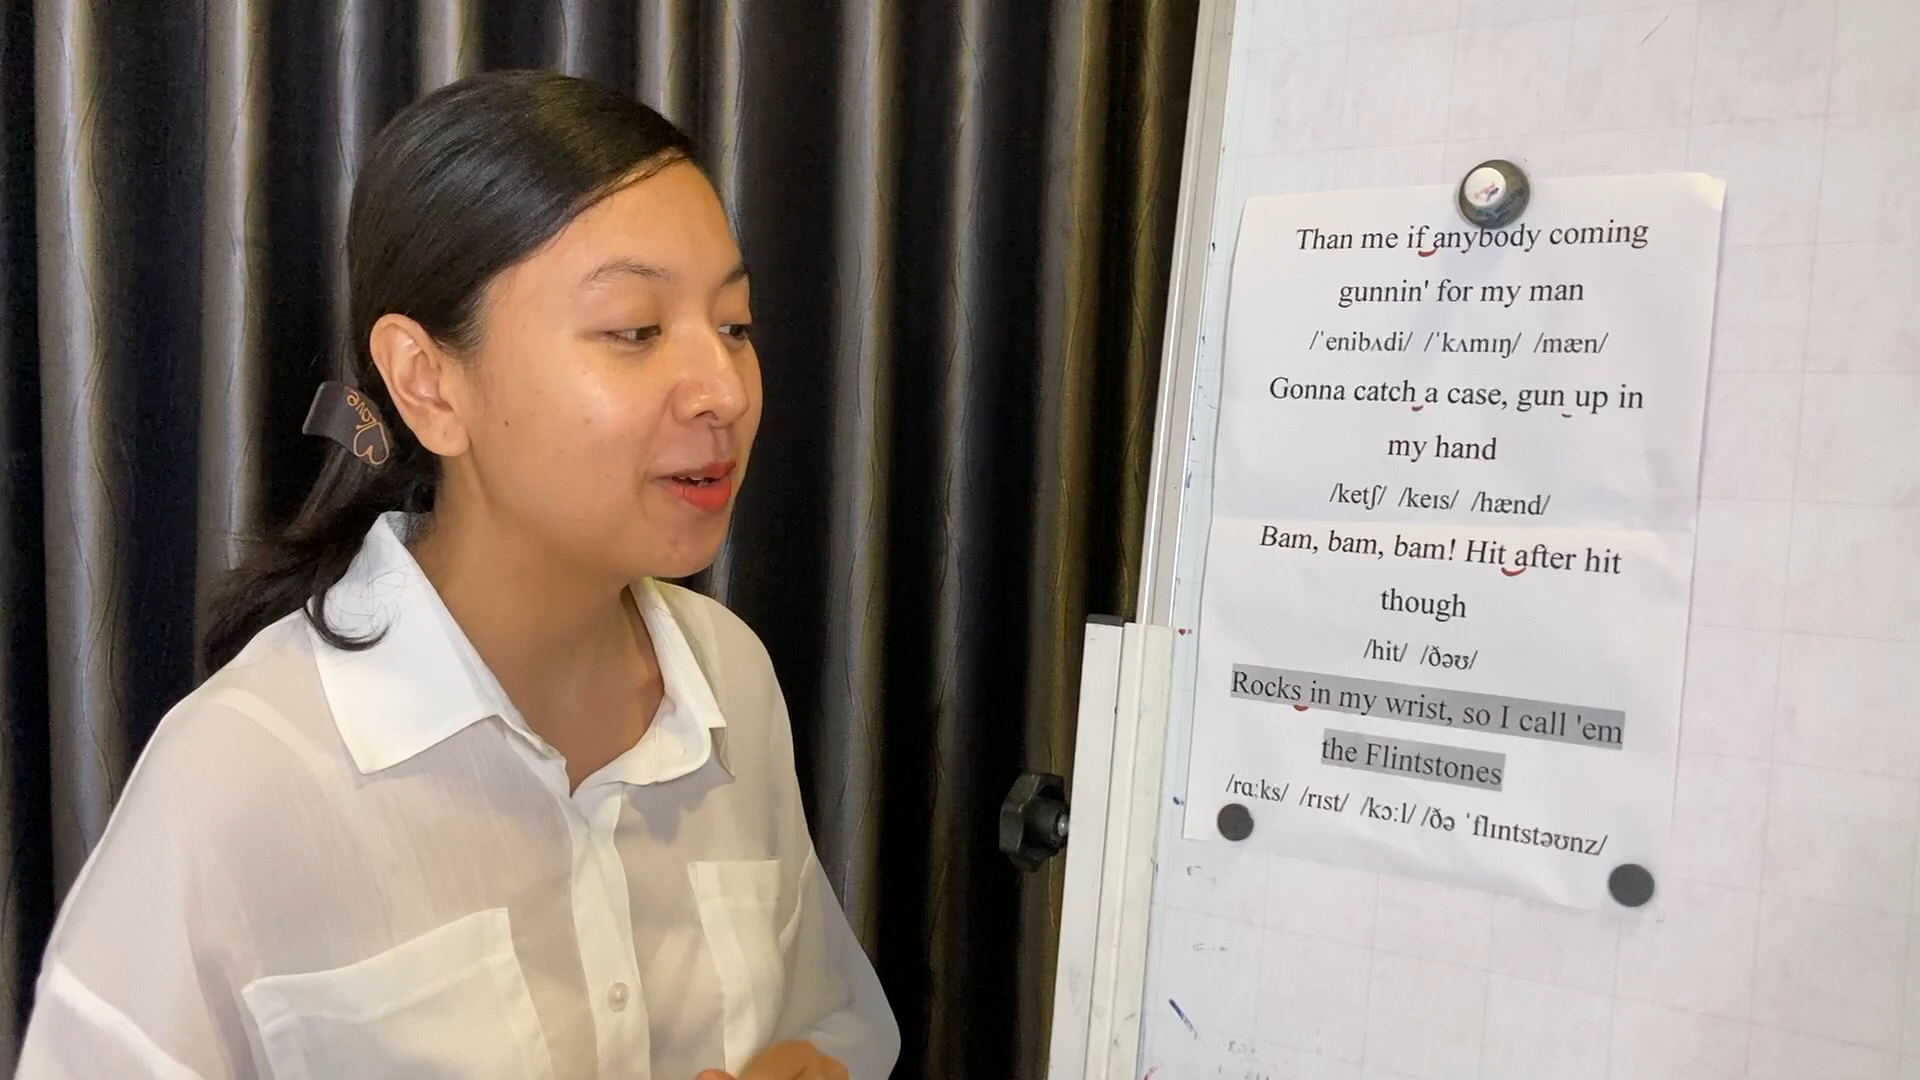 love
Than me if anybody coming
gunnin' for my man
/ˈenibʌdi/ /ˈkʌmɪŋ/ /mæn/
Gonna catch a case, gun up in
my hand
/ketʃ/ /keɪs/ /hænd/
Bam, bam, bam! Hit after hit
though
/hit/ /ðəʊ/
Rocks in my wrist, so I call 'em
the Flintstones
/rɑːks/ /rɪst/ /kɔːl/ /ðə ˈflɪntstəʊnz/